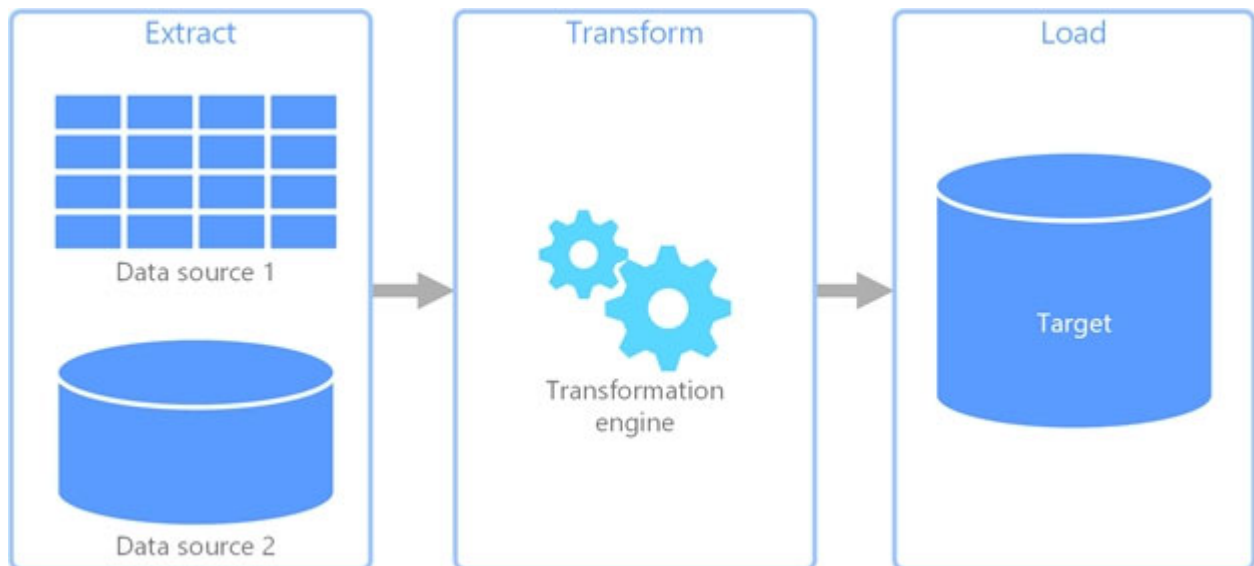 Extract
Data source 1
Data source 2
Transform
Transformation
engine
Load
Target